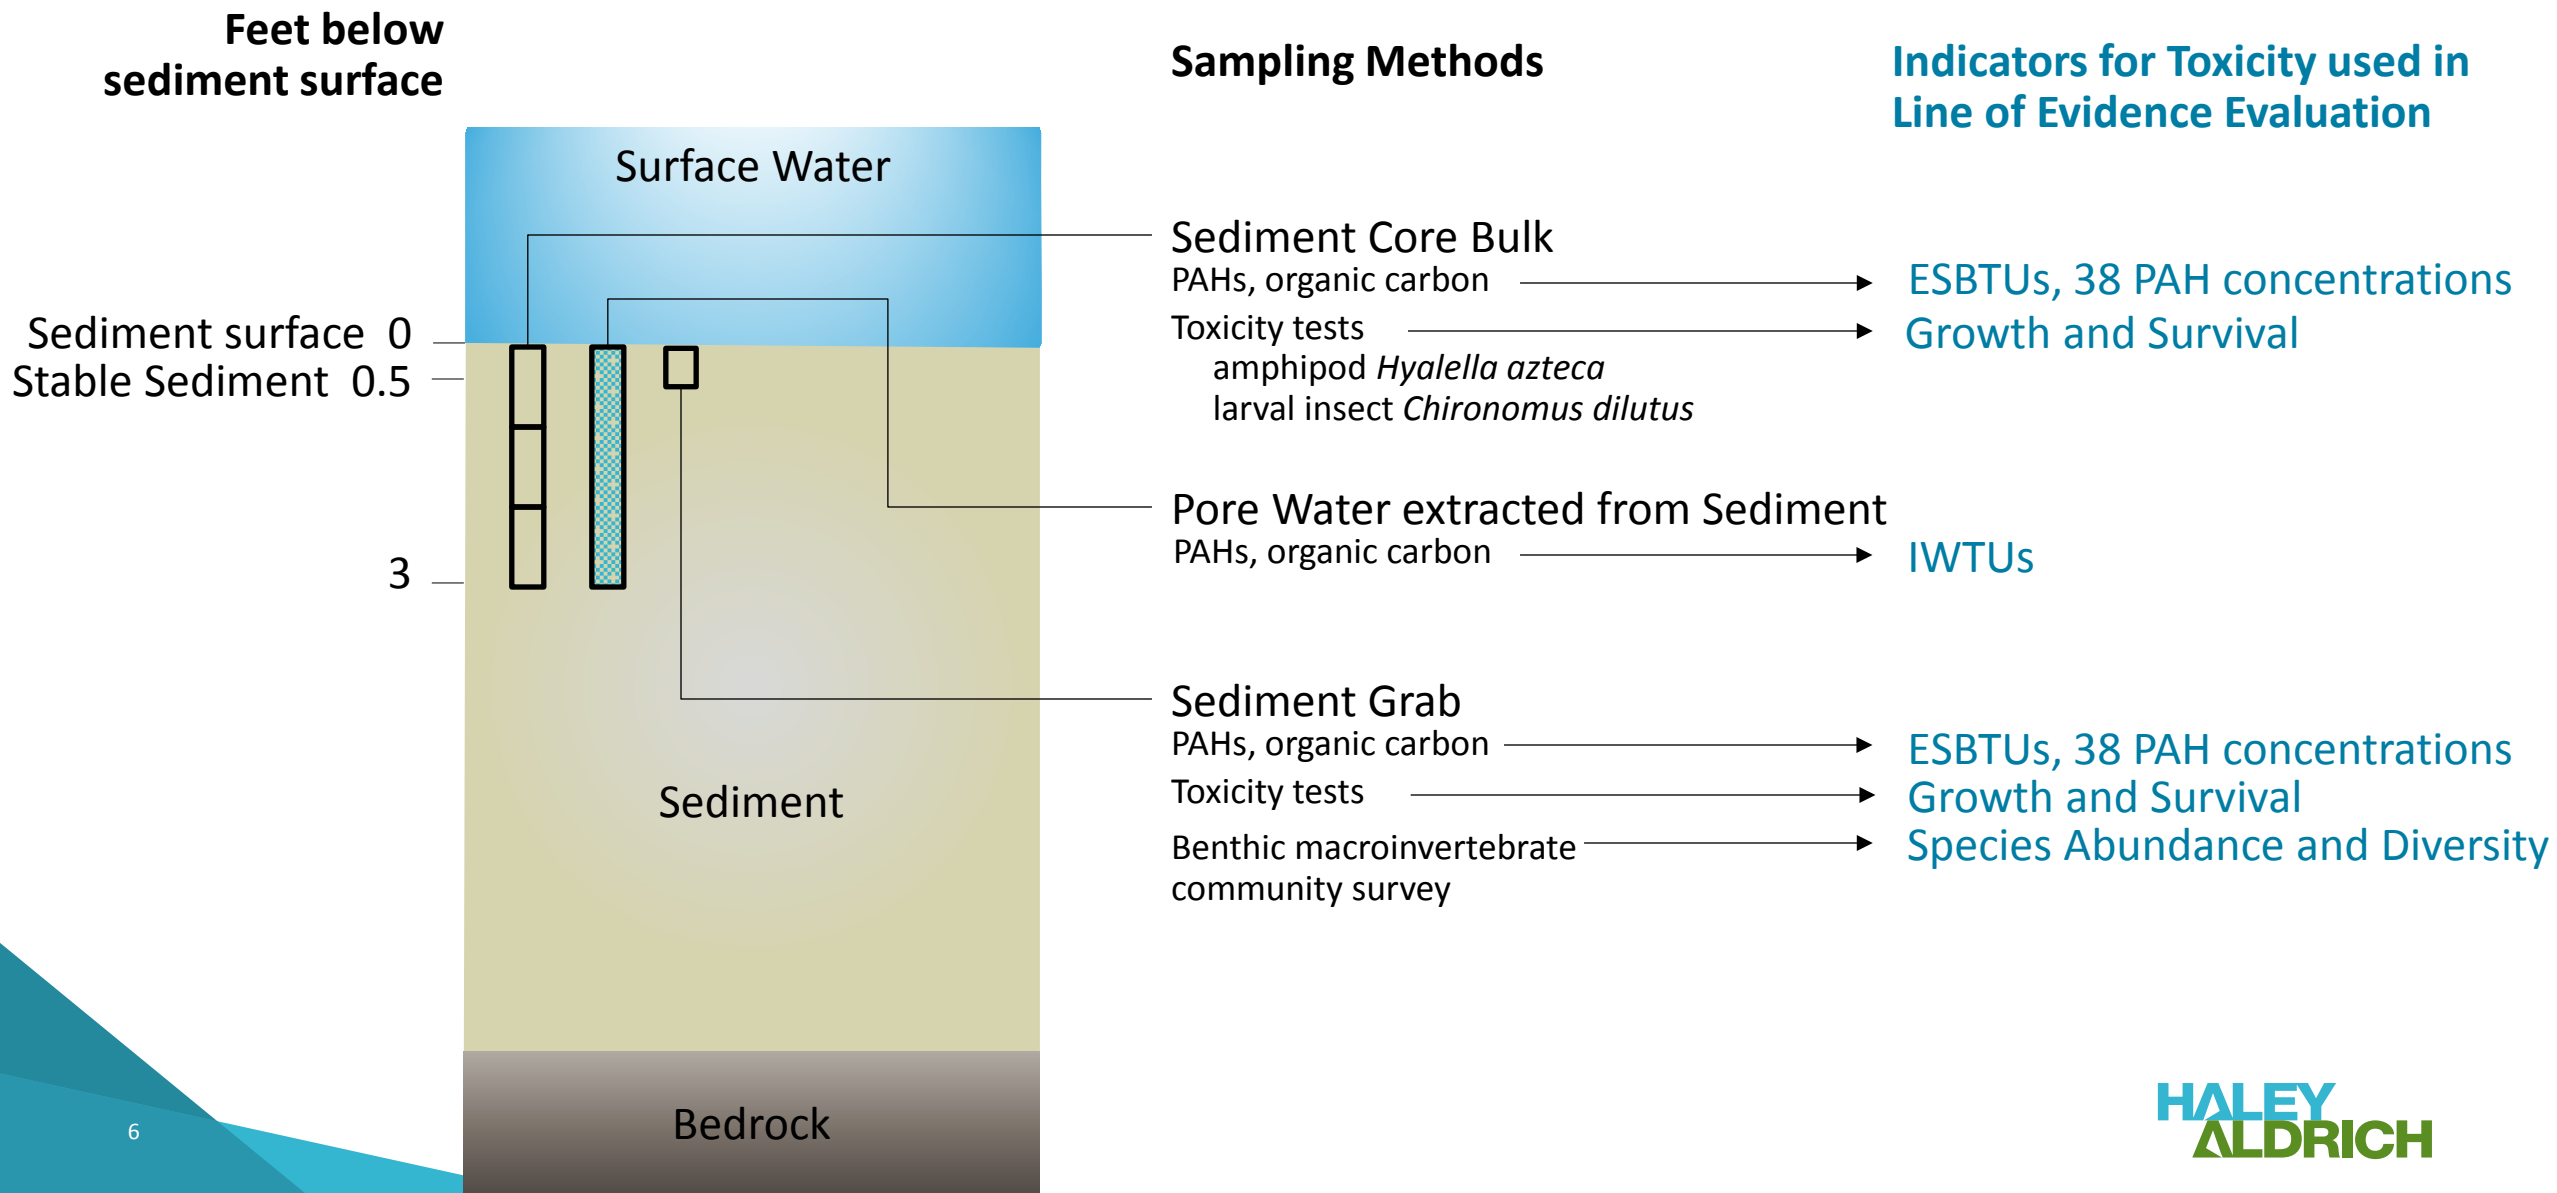 Feet below
sediment surface
Sampling Methods
Indicators for Toxicity used in
Line of Evidence Evaluation
Surface Water
Sediment surface 0
Stable Sediment 0.5
3
Sediment
Bedrock
Sediment Core Bulk
PAHs, organic carbon
ESBTUs, 38 PAH concentrations
Toxicity tests
Growth and Survival
amphipod Hyalella azteca
larval insect Chironomus dilutus
Pore Water extracted from Sediment
PAHs, organic carbon
IWTUs
Sediment Grab
PAHs, organic carbon
ESBTUs, 38 PAH concentrations
Toxicity tests
Growth and Survival
Benthic macroinvertebrate
community survey
Species Abundance and Diversity
6
HALEY
ALDRICH